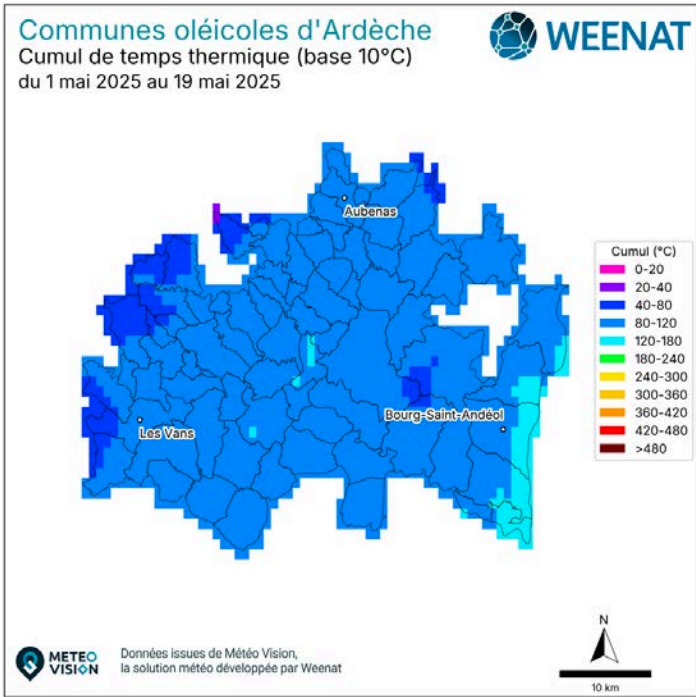 Communes oléicoles d'Ardèche
Cumul de temps thermique (base 10°C)
du 1 mai 2025 au 19 mai 2025
WEENAT
Aubenas
Les Vans
Bourg-Saint-Andéol
Cumul (°C)
0-20
20-40
40-80
80-120
120-180
180-240
240-300
300-360
360-420
420-480
>480
N
10 km
METEO
VISION
Données issues de Météo Vision,
la solution météo développée par Weenat